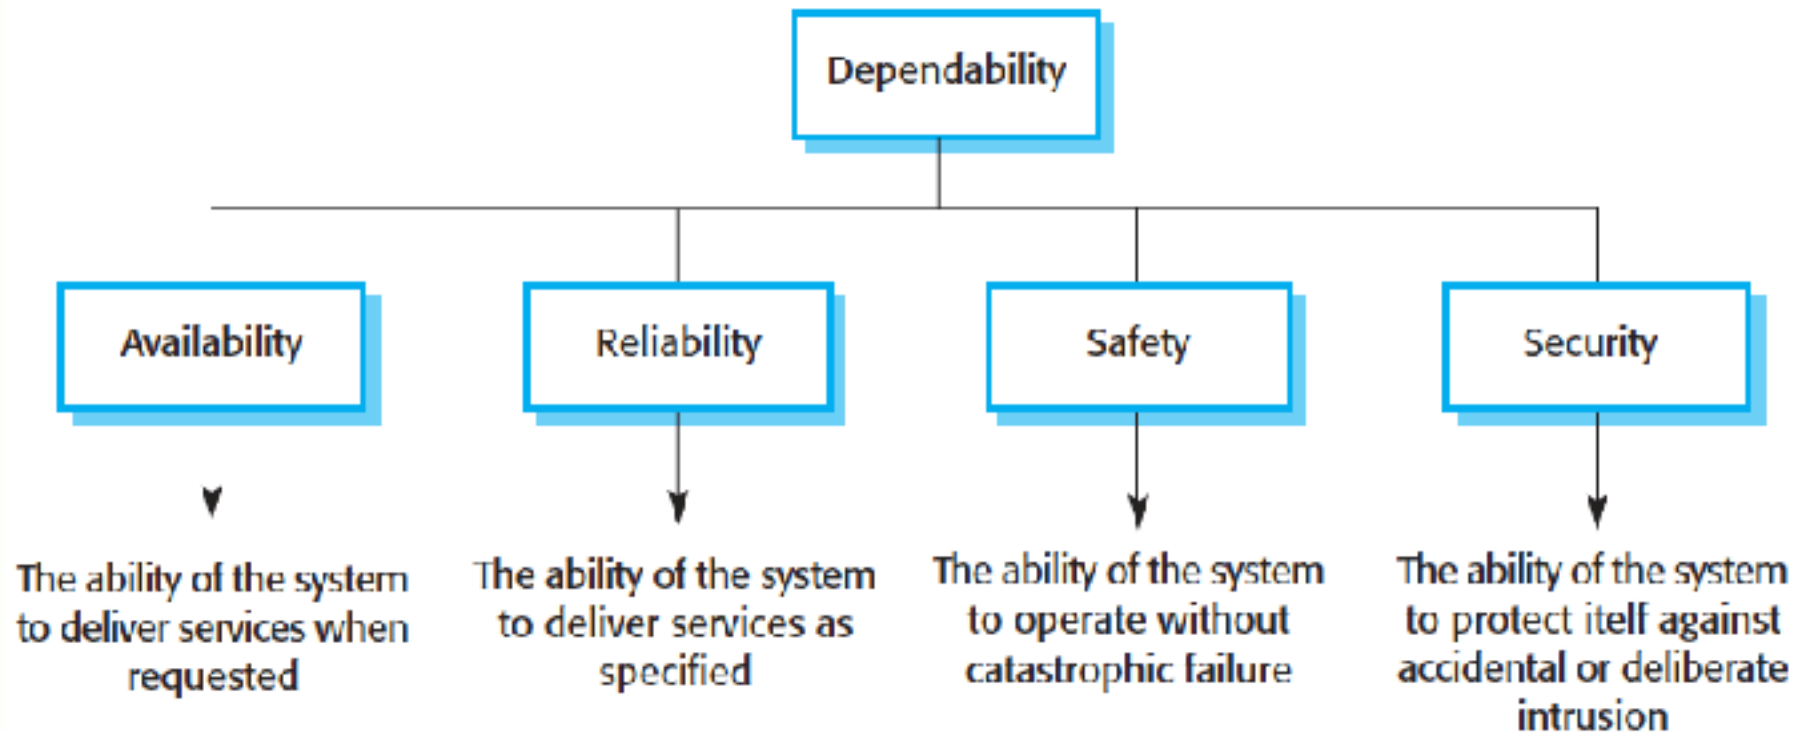 Dependability
Availability
Reliability
Safety
Security
The ability of the system
to deliver services when
requested
The ability of the system
to deliver services as
specified
The ability of the system
to operate without
catastrophic failure
The ability of the system
to protect itelf against
accidental or deliberate
intrusion